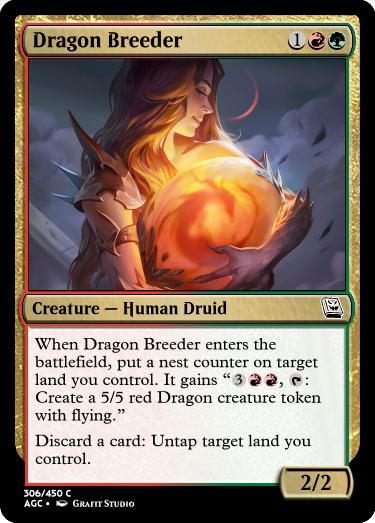 Dragon Breeder 1
Creature — Human Druid
When Dragon Breeder enters the
battlefield, put a nest counter on target
land you control. It gains “3, :
Create a 5/5 red Dragon creature token
with flying.”
Discard a card: Untap target land you
control.
2/2
306/450 C
AGC • Grafit Studio